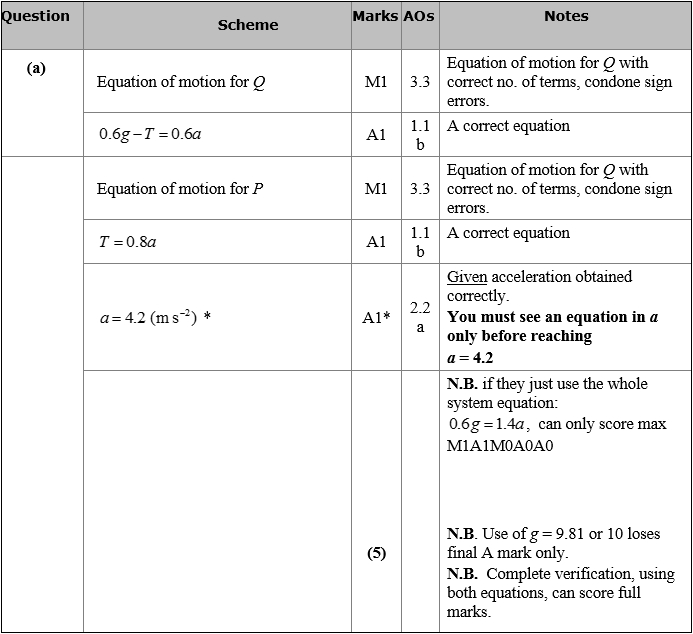 Question Scheme Marks AOs Notes
(a)
Equation of motion for Q M1 3.3 Equation of motion for Q with
correct no. of terms, condone sign
errors.
0.6g – T = 0.6a A1 1.1
b A correct equation
Equation of motion for P M1 3.3 Equation of motion for Q with
correct no. of terms, condone sign
errors.
T = 0.8a A1 1.1
b A correct equation
a = 4.2 (m s⁻²) * A1* 2.2
a Given acceleration obtained
correctly.
You must see an equation in a
only before reaching
a = 4.2
N.B. if they just use the whole
system equation:
0.6g = 1.4a, can only score max
M1A1M0A0A0
(5)
N.B. Use of g = 9.81 or 10 loses
final A mark only.
N.B. Complete verification, using
both equations, can score full
marks.